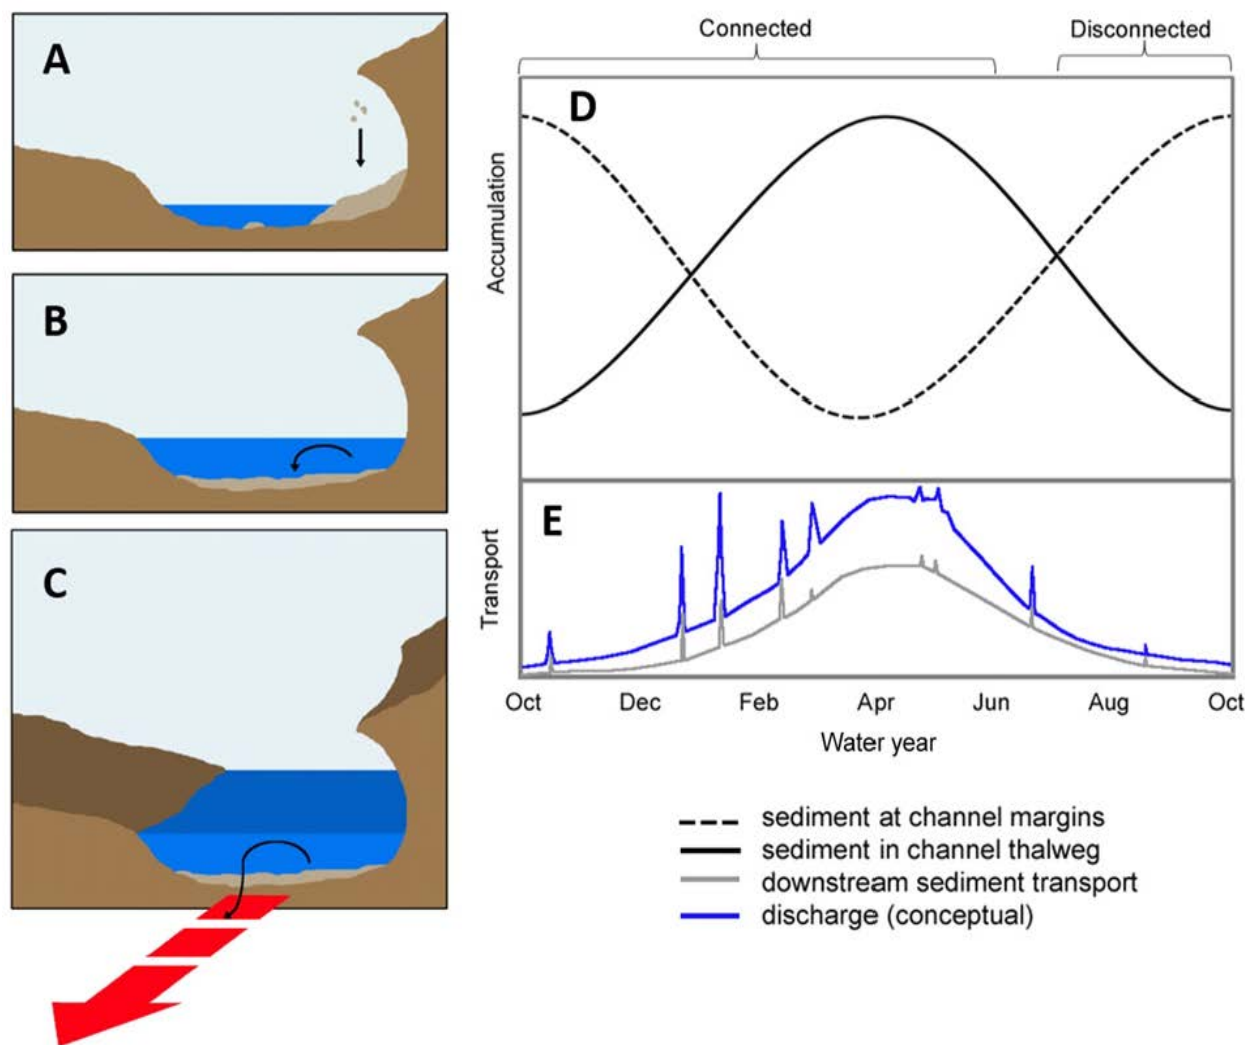 A
B
C
Connected
Disconnected
D
Accumulation
E
Transport
Oct Dec Feb Apr Jun Aug Oct
Water year
sediment at channel margins
sediment in channel thalweg
downstream sediment transport
discharge (conceptual)